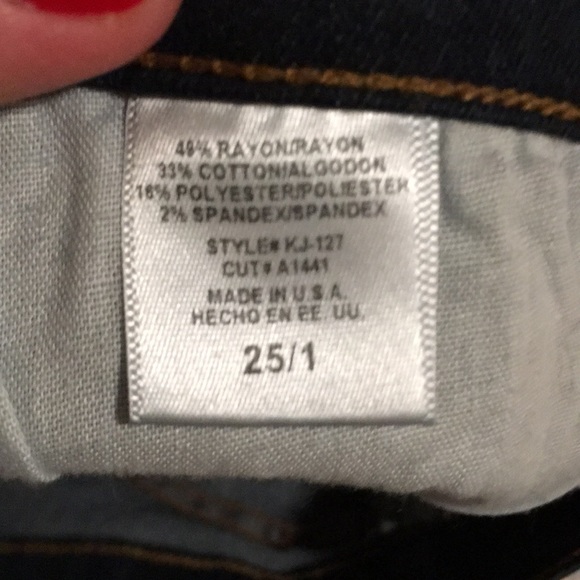 49% RAYON/RAYON
33% COTTON/ALGODON
16% POLYESTER/POLIESTER
2% SPANDEX/SPANDEX
STYLE# KJ-127
CUT# A1441
MADE IN U.S.A.
HECHO EN EE. UU.
25/1